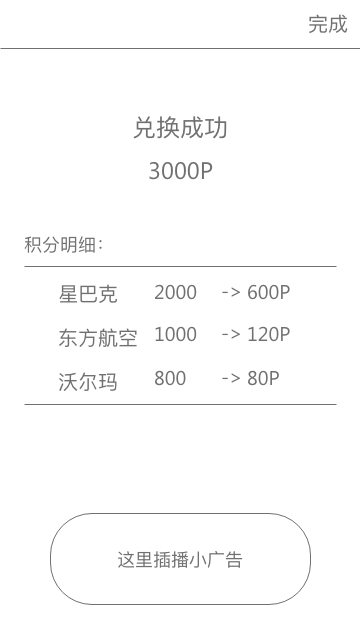 完成
兑换成功
3000P
积分明细：
星巴克 2000 -> 600P
东方航空 1000 -> 120P
沃尔玛 800 -> 80P
这里插播小广告